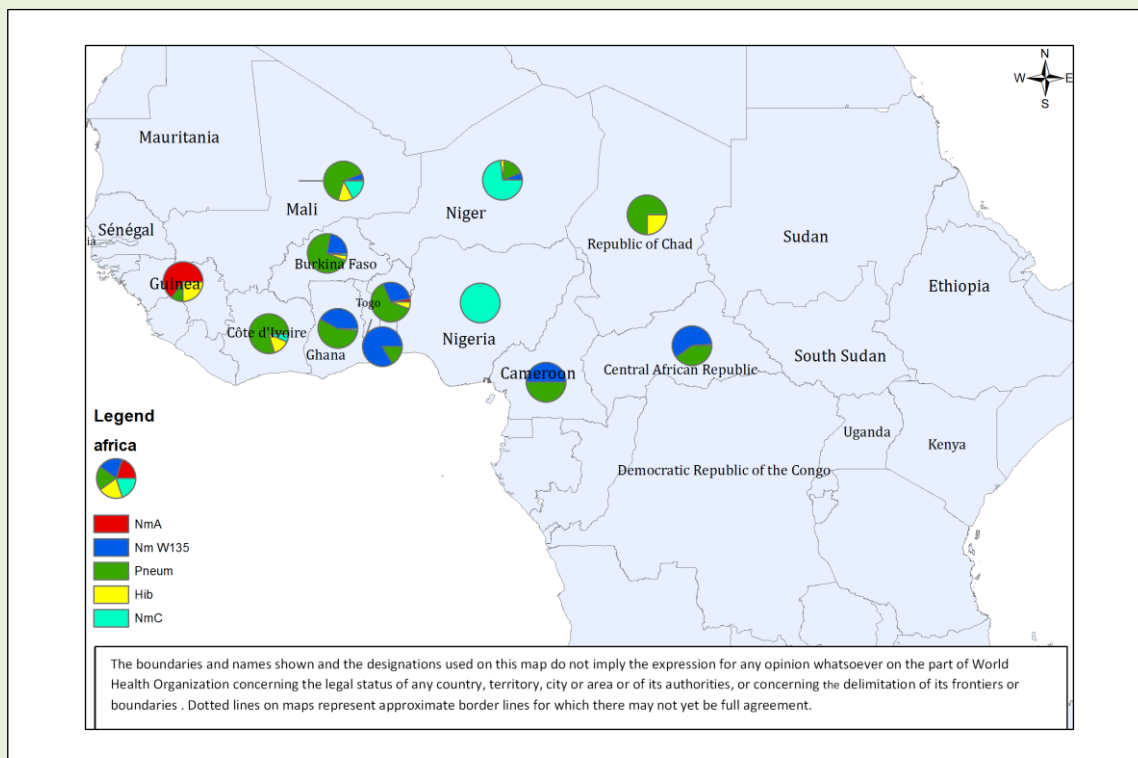 N
W E
S
Mauritania
Mali
Niger
Republic of Chad
Sénégal
ia
Sudan
Burkina Faso
Guinea
Ethiopia
Togo
Côte d'Ivoire
Ghana
Nigeria
South Sudan
Cameroon
Central African Republic
Uganda
Kenya
Democratic Republic of the Congo
Legend
africa
NmA
Nm W135
Pneum
Hib
NmC
The boundaries and names shown and the designations used on this map do not imply the expression for any opinion whatsoever on the part of World
Health Organization concerning the legal status of any country, territory, city or area or of its authorities, or concerning the delimitation of its frontiers or
boundaries . Dotted lines on maps represent approximate border lines for which there may not yet be full agreement.